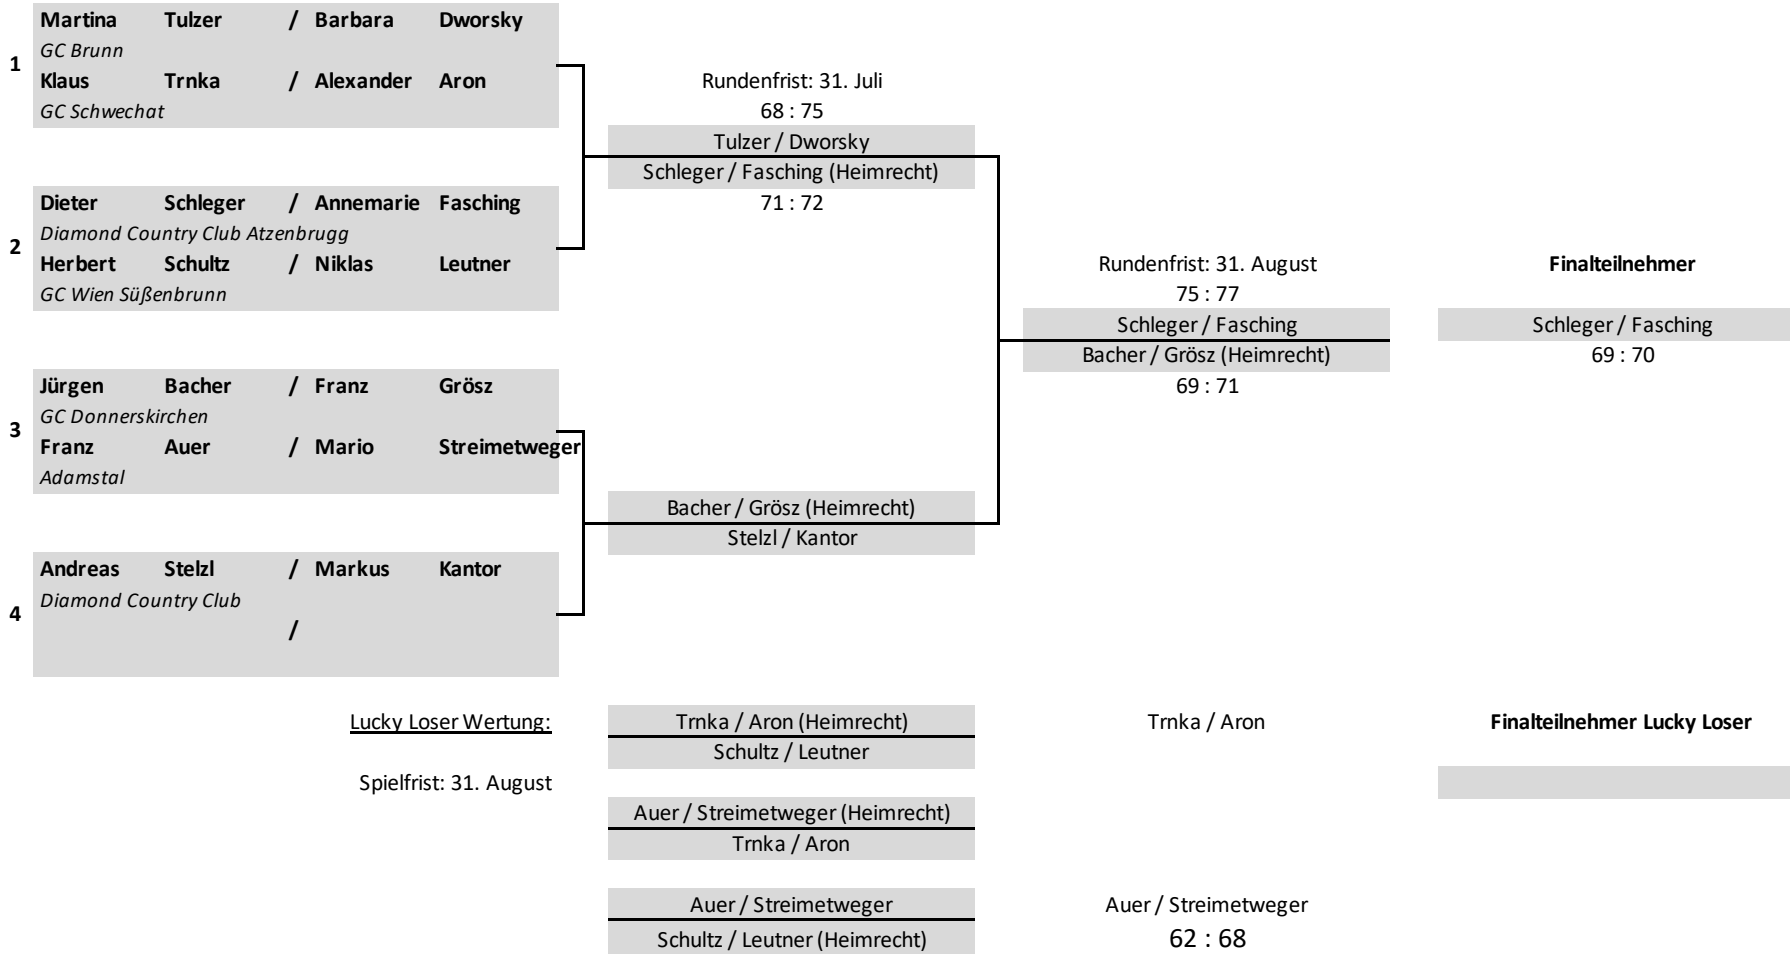 Martina Tulzer / Barbara Dworsky
GC Brunn
1
Klaus Trnka / Alexander Aron
GC Schwechat
Rundenfrist: 31. Juli
68 : 75
Tulzer / Dworsky
Schleger / Fasching (Heimrecht)
71 : 72
Dieter Schleger / Annemarie Fasching
Diamond Country Club Atzenbrugg
2
Herbert Schultz / Niklas Leutner
GC Wien Süßenbrunn
Rundenfrist: 31. August
75 : 77
Schleger / Fasching
Bacher / Grösz (Heimrecht)
69 : 71
Finalteilnehmer
Schleger / Fasching
69 : 70
Jürgen Bacher / Franz Grösz
GC Donnerskirchen
3
Franz Auer / Mario Streimetweger
Adamstal
Bacher / Grösz (Heimrecht)
Stelzl / Kantor
Andreas Stelzl / Markus Kantor
Diamond Country Club
4
/
Lucky Loser Wertung:
Spielfrist: 31. August
Trnka / Aron (Heimrecht)
Schultz / Leutner
Trnka / Aron
Finalteilnehmer Lucky Loser
Auer / Streimetweger (Heimrecht)
Trnka / Aron
Auer / Streimetweger
Schultz / Leutner (Heimrecht)
Auer / Streimetweger
62 : 68